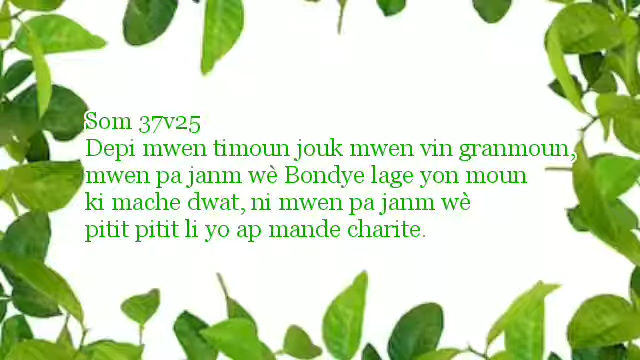 Som 37v25
Depi mwen timoun jouk mwen vin granmoun,
mwen pa janm wè Bondye lage yon moun
ki mache dwat, ni mwen pa janm wè
pitit pitit li yo ap mande charite.